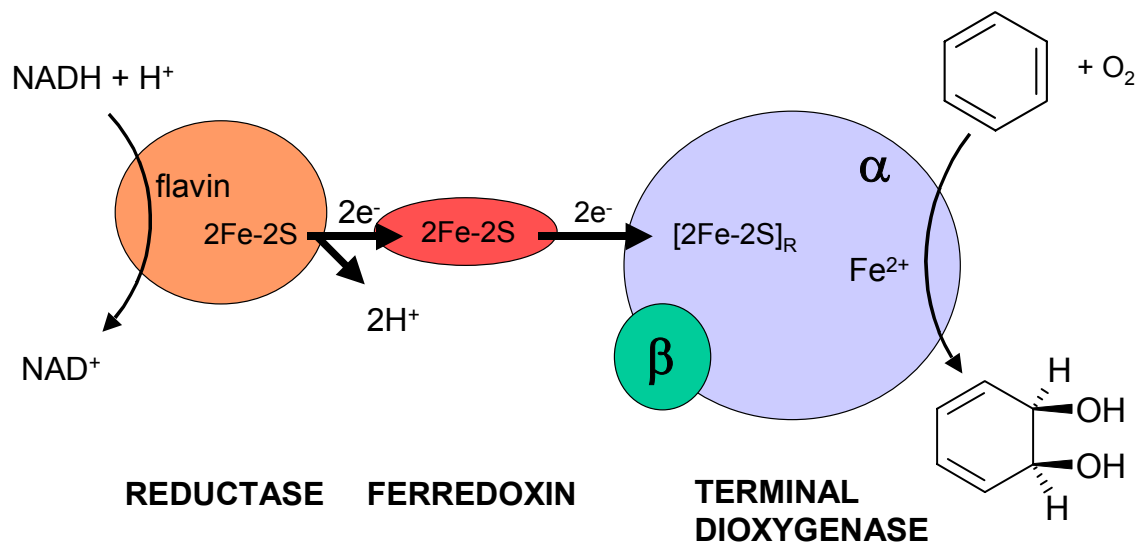 NADH + H⁺
+ O₂
flavin
α
2Fe-2S
2e⁻
2Fe-2S
2e⁻
[2Fe-2S]R
Fe²⁺
2H⁺
NAD⁺
β
H
OH
OH
H
REDUCTASE
FERREDOXIN
TERMINAL
DIOXYGENASE